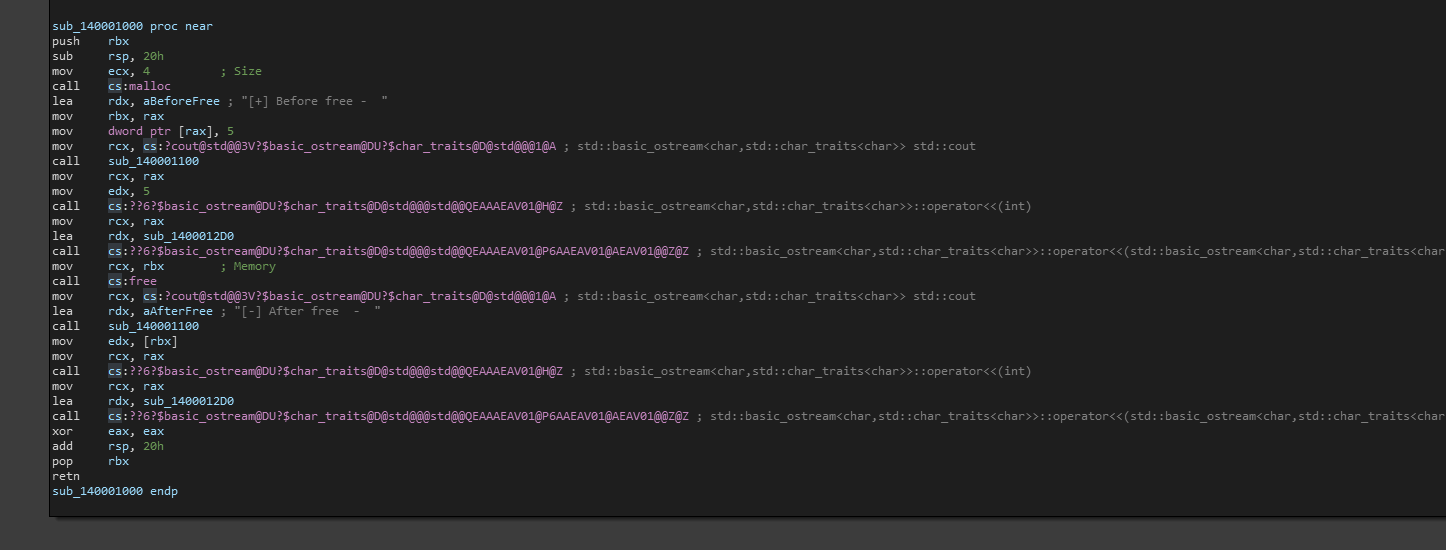 sub_140001000 proc near
push rbx
sub rsp, 20h
mov ecx, 4 ; Size
call cs:malloc
lea rdx, aBeforeFree ; "[+] Before free - "
mov rbx, rax
mov dword ptr [rax], 5
mov rcx, cs:?cout@std@@3V?$basic_ostream@DU?$char_traits@D@std@@@1@A ; std::basic_ostream<char,std::char_traits<char>> std::cout
call sub_140001100
mov rcx, rax
mov edx, 5
call cs:??6?$basic_ostream@DU?$char_traits@D@std@@@std@@QEAAAEAV01@H@Z ; std::basic_ostream<char,std::char_traits<char>>::operator<<(int)
mov rcx, rax
lea rdx, sub_1400012D0
call cs:??6?$basic_ostream@DU?$char_traits@D@std@@@std@@QEAAAEAV01@P6AAEAV01@AEAV01@@Z@Z ; std::basic_ostream<char,std::char_traits<char>>::operator<<(std::basic_ostream<char,std::char_traits<char
mov rcx, rbx ; Memory
call cs:free
mov rcx, cs:?cout@std@@3V?$basic_ostream@DU?$char_traits@D@std@@@1@A ; std::basic_ostream<char,std::char_traits<char>> std::cout
lea rdx, aAfterFree ; "[-] After free  -  "
call sub_140001100
mov edx, [rbx]
mov rcx, rax
call cs:??6?$basic_ostream@DU?$char_traits@D@std@@@std@@QEAAAEAV01@H@Z ; std::basic_ostream<char,std::char_traits<char>>::operator<<(int)
mov rcx, rax
lea rdx, sub_1400012D0
call cs:??6?$basic_ostream@DU?$char_traits@D@std@@@std@@QEAAAEAV01@P6AAEAV01@AEAV01@@Z@Z ; std::basic_ostream<char,std::char_traits<char>>::operator<<(std::basic_ostream<char,std::char_traits<char
xor eax, eax
add rsp, 20h
pop rbx
retn
sub_140001000 endp